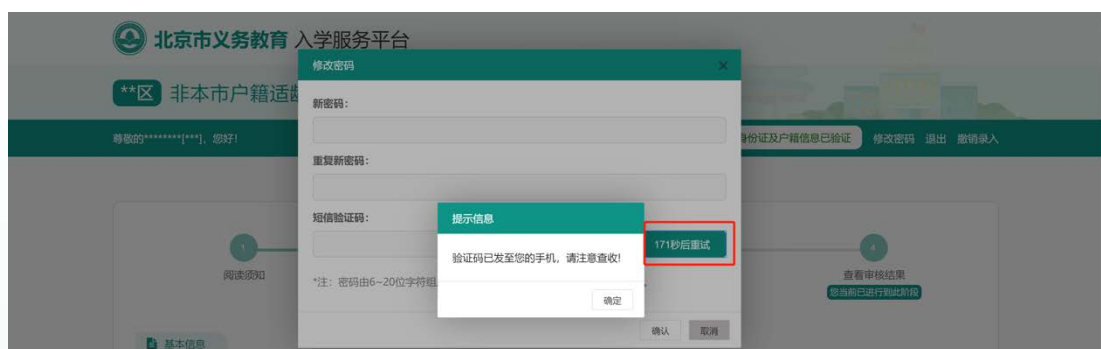 北京市义务教育 入学服务平台
修改密码
**区 非本市户籍适龄
新密码：
尊敬的********[***]，您好！
身份证及户籍信息已验证 修改密码 退出 撤销录入
重复新密码：
短信验证码：
提示信息
171秒后重试
验证码已发至您的手机，请注意查收!
1
4
阅读须知
*注：密码由6~20位字符组
查看审核结果
您当前已进行到此阶段
确定
确认 取消
基本信息